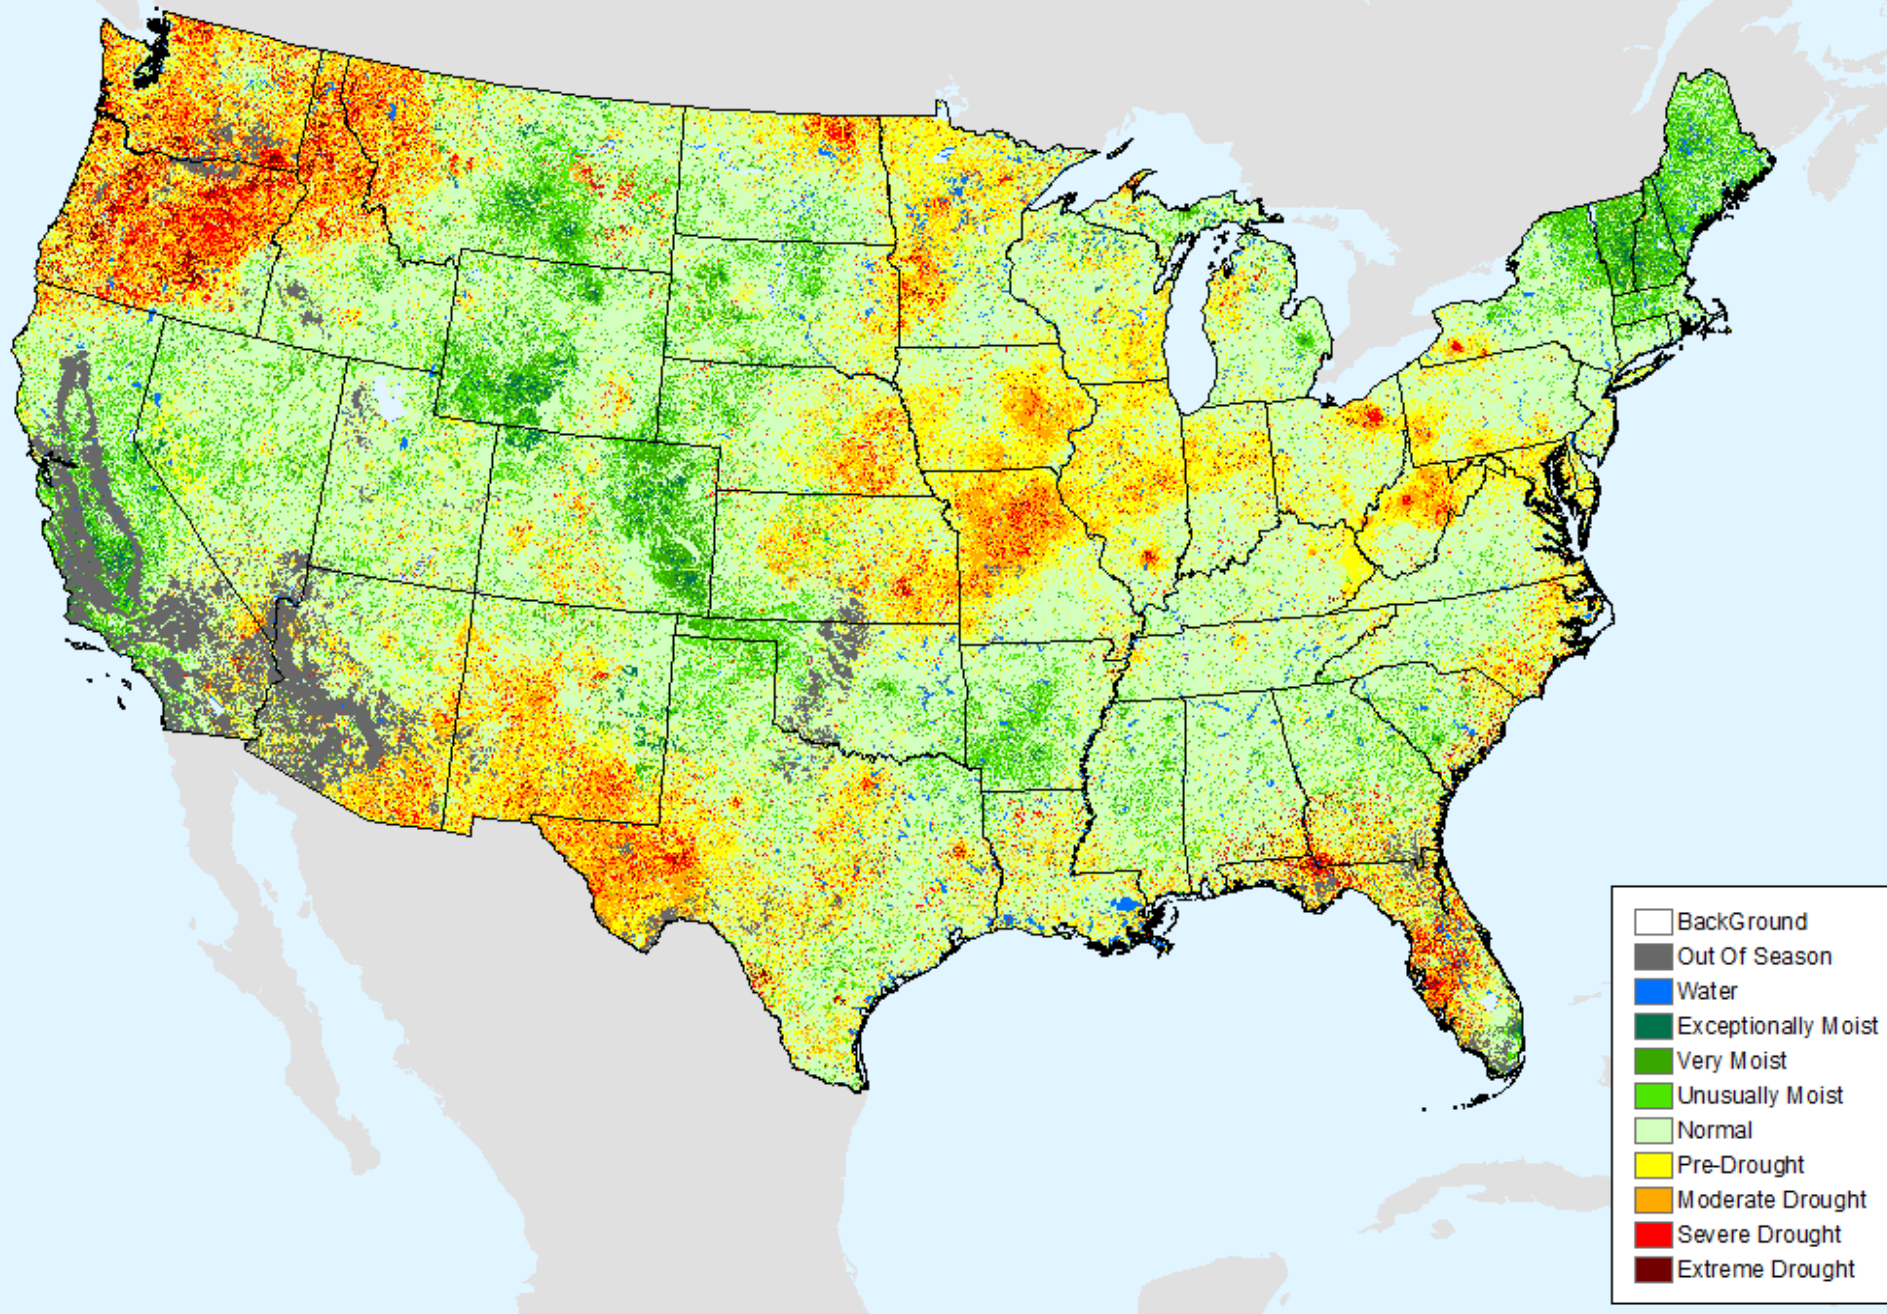 BackGround
Out Of Season
Water
Exceptionally Moist
Very Moist
Unusually Moist
Normal
Pre-Drought
Moderate Drought
Severe Drought
Extreme Drought